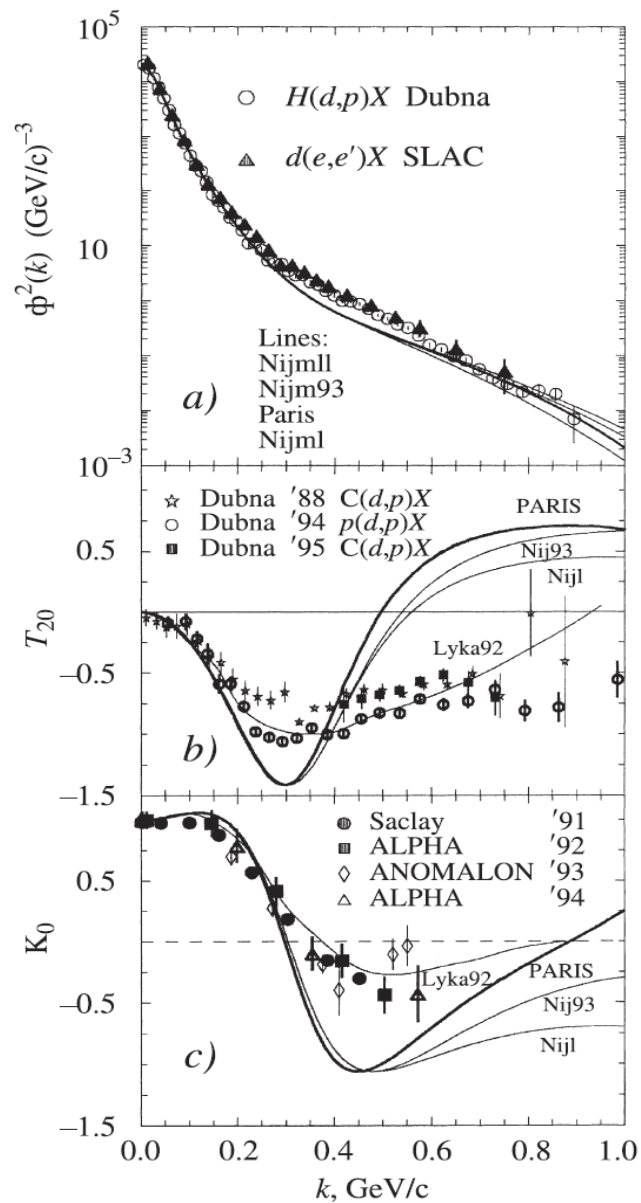 10^5
10
10^-3
ϕ²(k) (GeV/c)^-3
H(d,p)X Dubna
d(e,e')X SLAC
Lines:
Nijmll
Nijm93
Paris
Nijml
a)
Dubna '88 C(d,p)X
Dubna '94 p(d,p)X
Dubna '95 C(d,p)X
PARIS
Nij93
Nijl
Lyka92
0.5
0.0
−0.5
−1.5
T20
b)
Saclay '91
ALPHA '92
ANOMALON '93
ALPHA '94
Lyka92
PARIS
Nij93
Nijl
0.5
−0.5
−1.5
K0
c)
0.0 0.2 0.4 0.6 0.8 1.0
k, GeV/c